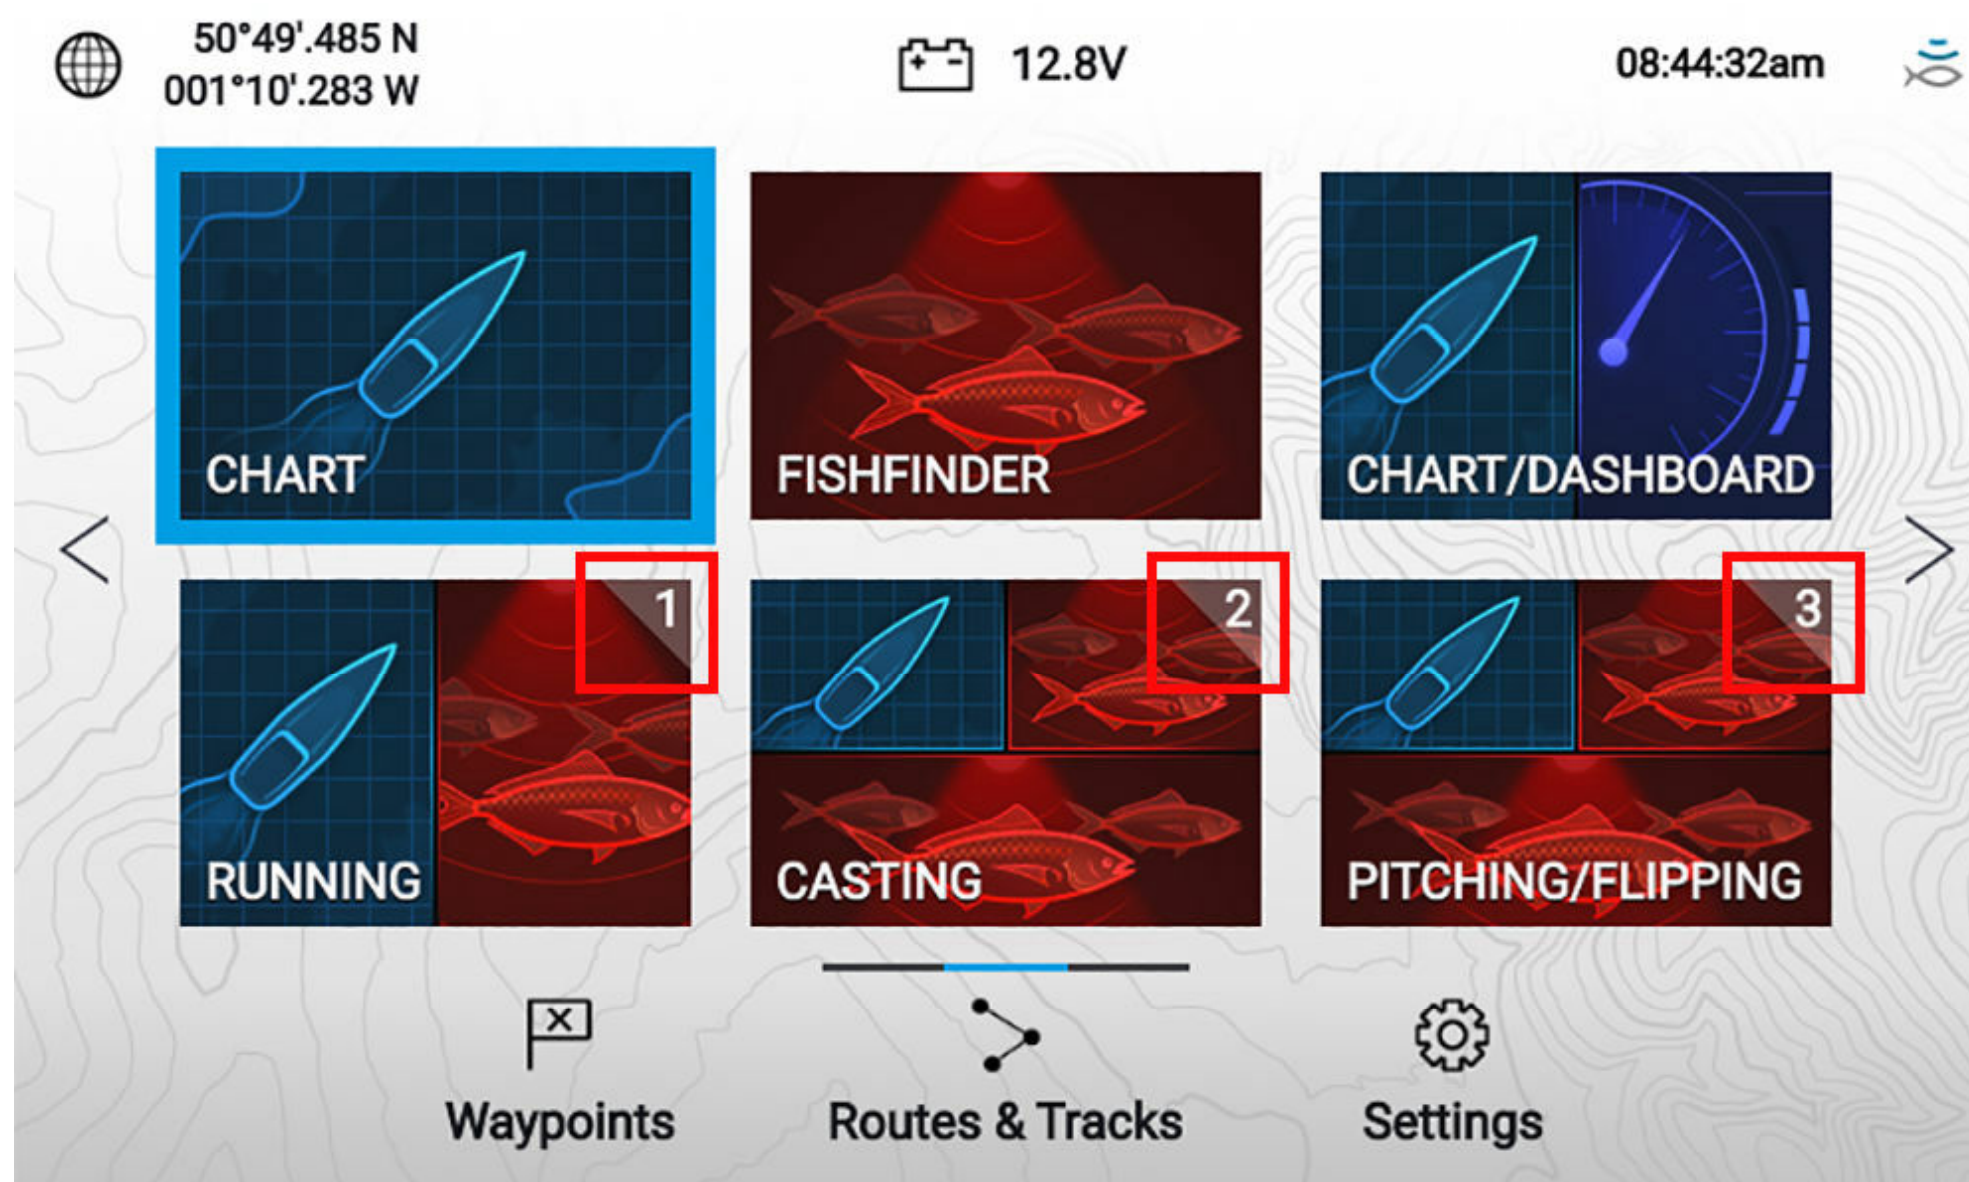 50°49'.485 N
001°10'.283 W
12.8V
08:44:32am
CHART
FISHFINDER
CHART/DASHBOARD
1
2
3
RUNNING
CASTING
PITCHING/FLIPPING
Waypoints
Routes & Tracks
Settings